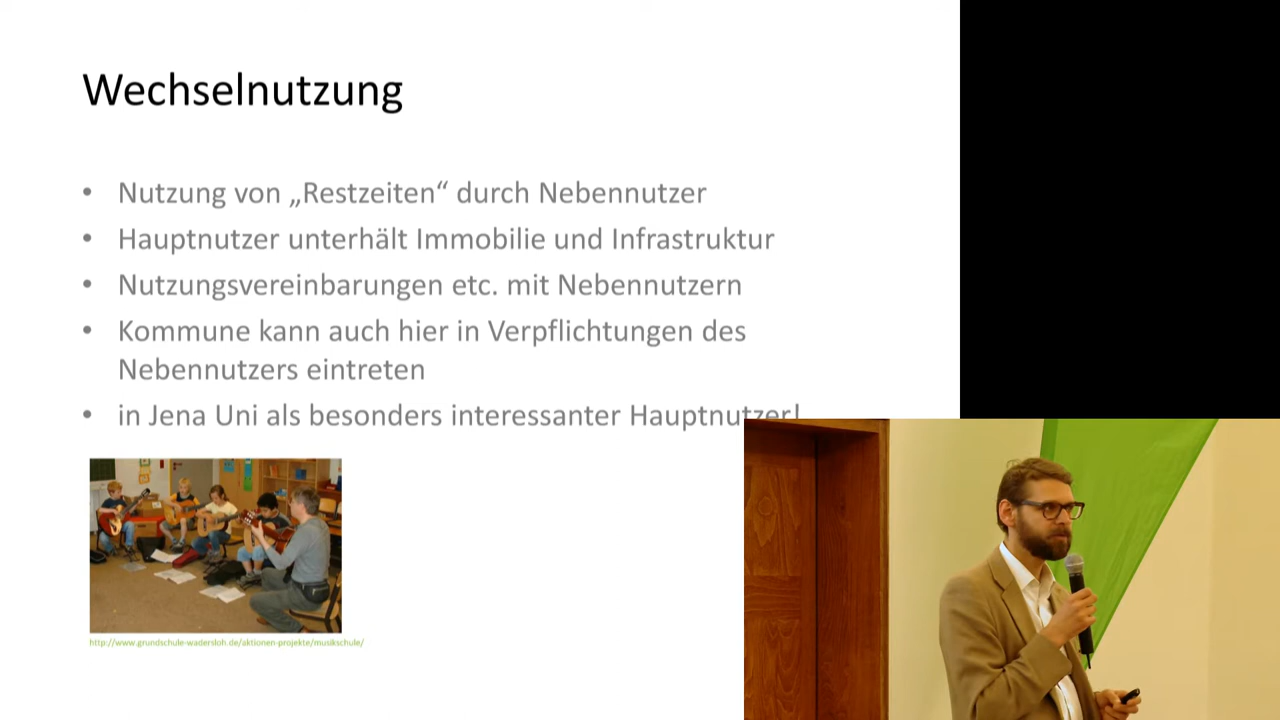 Wechselnutzung
• Nutzung von „Restzeiten“ durch Nebennutzer
• Hauptnutzer unterhält Immobilie und Infrastruktur
• Nutzungsvereinbarungen etc. mit Nebennutzern
• Kommune kann auch hier in Verpflichtungen des
Nebennutzers eintreten
• in Jena Uni als besonders interessanter Hauptnutzer!
http://www.grundschule-wadersloh.de/aktionen-projekte/musikschule/